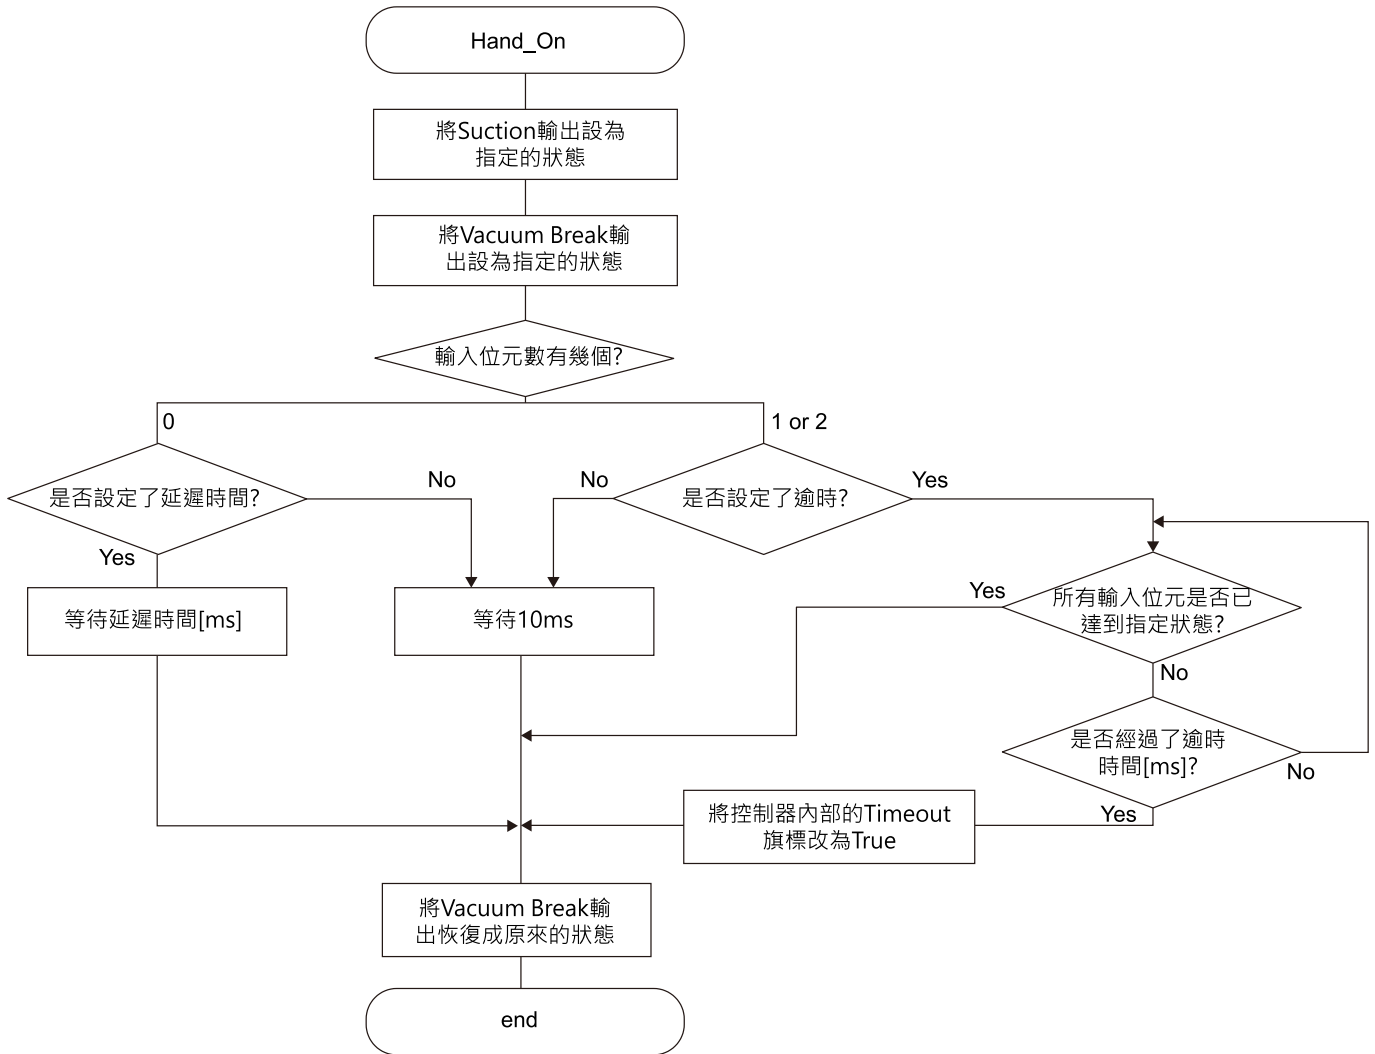 Hand_On
將Suction輸出設為
指定的狀態
將Vacuum Break輸
出設為指定的狀態
輸入位元數有幾個?
0
1 or 2
是否設定了延遲時間?
No
No
是否設定了逾時?
Yes
Yes
等待延遲時間[ms]
等待10ms
Yes
所有輸入位元是否已
達到指定狀態?
No
是否經過了逾時
時間[ms]?
No
Yes
將控制器內部的Timeout
旗標改為True
將Vacuum Break輸
出恢復成原來的狀態
end